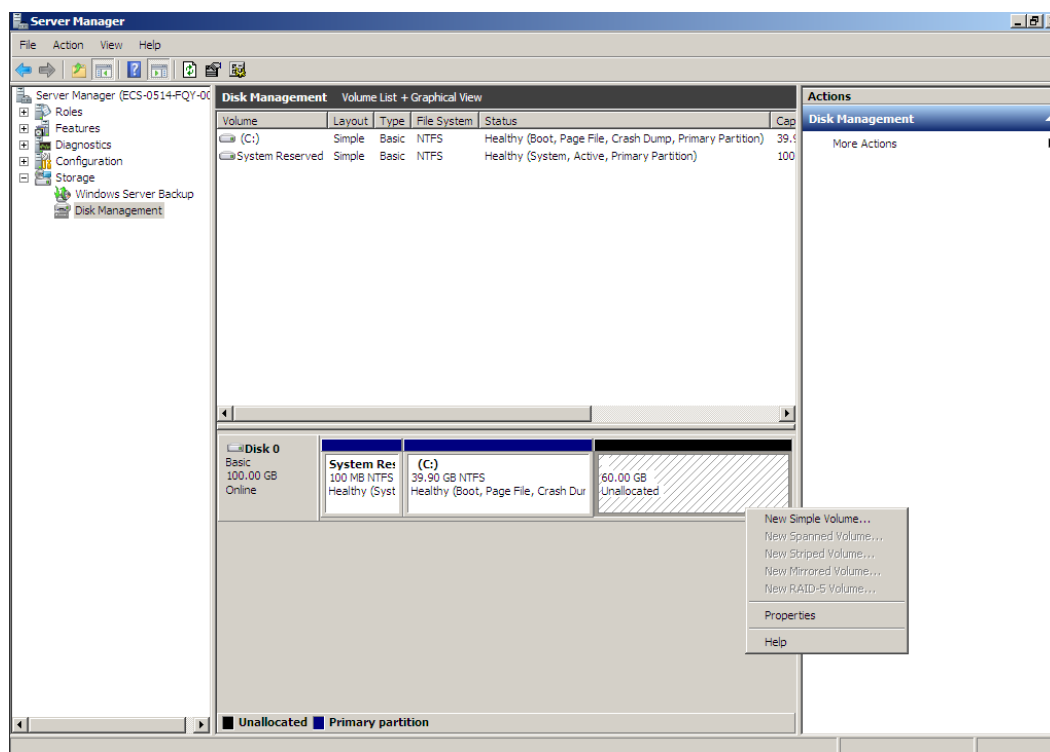 Server Manager
File Action View Help
Server Manager (ECS-0514-FQY-00
Roles
Features
Diagnostics
Configuration
Storage
Windows Server Backup
Disk Management
Disk Management Volume List + Graphical View
Volume Layout Type File System Status Cap
(C:) Simple Basic NTFS Healthy (Boot, Page File, Crash Dump, Primary Partition) 39.9
System Reserved Simple Basic NTFS Healthy (System, Active, Primary Partition) 100
Disk 0
Basic
100.00 GB
Online
System Res
100 MB NTFS
Healthy (Syst
(C:)
39.90 GB NTFS
Healthy (Boot, Page File, Crash Dur
60.00 GB
Unallocated
Unallocated Primary partition
Actions
Disk Management
More Actions
New Simple Volume...
New Spanned Volume...
New Striped Volume...
New Mirrored Volume...
New RAID-5 Volume...
Properties
Help